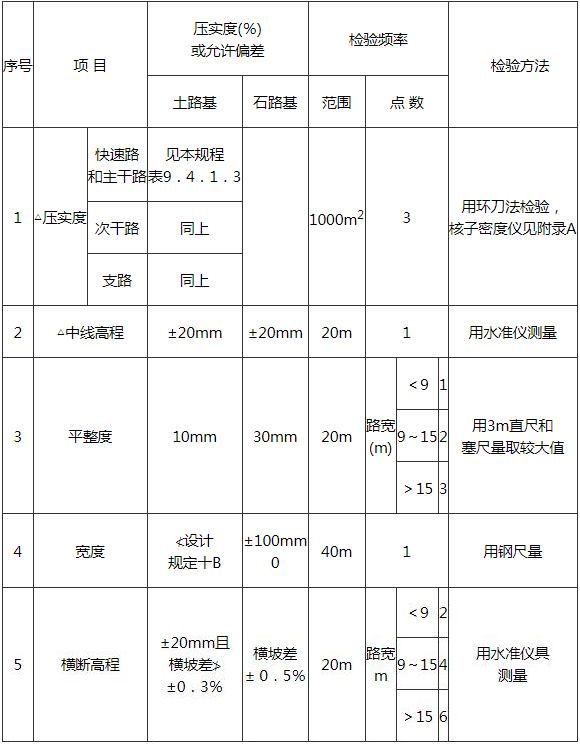 序号
项 目
压实度(%)
或允许偏差
检验频率
检验方法
土路基
石路基
范围
点 数
1
△压实度
快速路
和主干路
见本规程
表9．4．1．3
1000m²
3
用环刀法检验，
核子密度仪见附录A
次干路
同上
支路
同上
2
△中线高程
±20mm
±20mm
20m
1
用水准仪测量
3
平整度
10mm
30mm
20m
路宽
(m)
＜9
1
9～15
2
＞15
3
用3m直尺和
塞尺量取较大值
4
宽度
≮设计
规定十B
±100mm
0
40m
1
用钢尺量
5
横断高程
±20mm且
横坡差≯
±0．3%
横坡差
±0．5%
20m
路宽
m
＜9
2
9～15
4
＞15
6
用水准仪具
测量